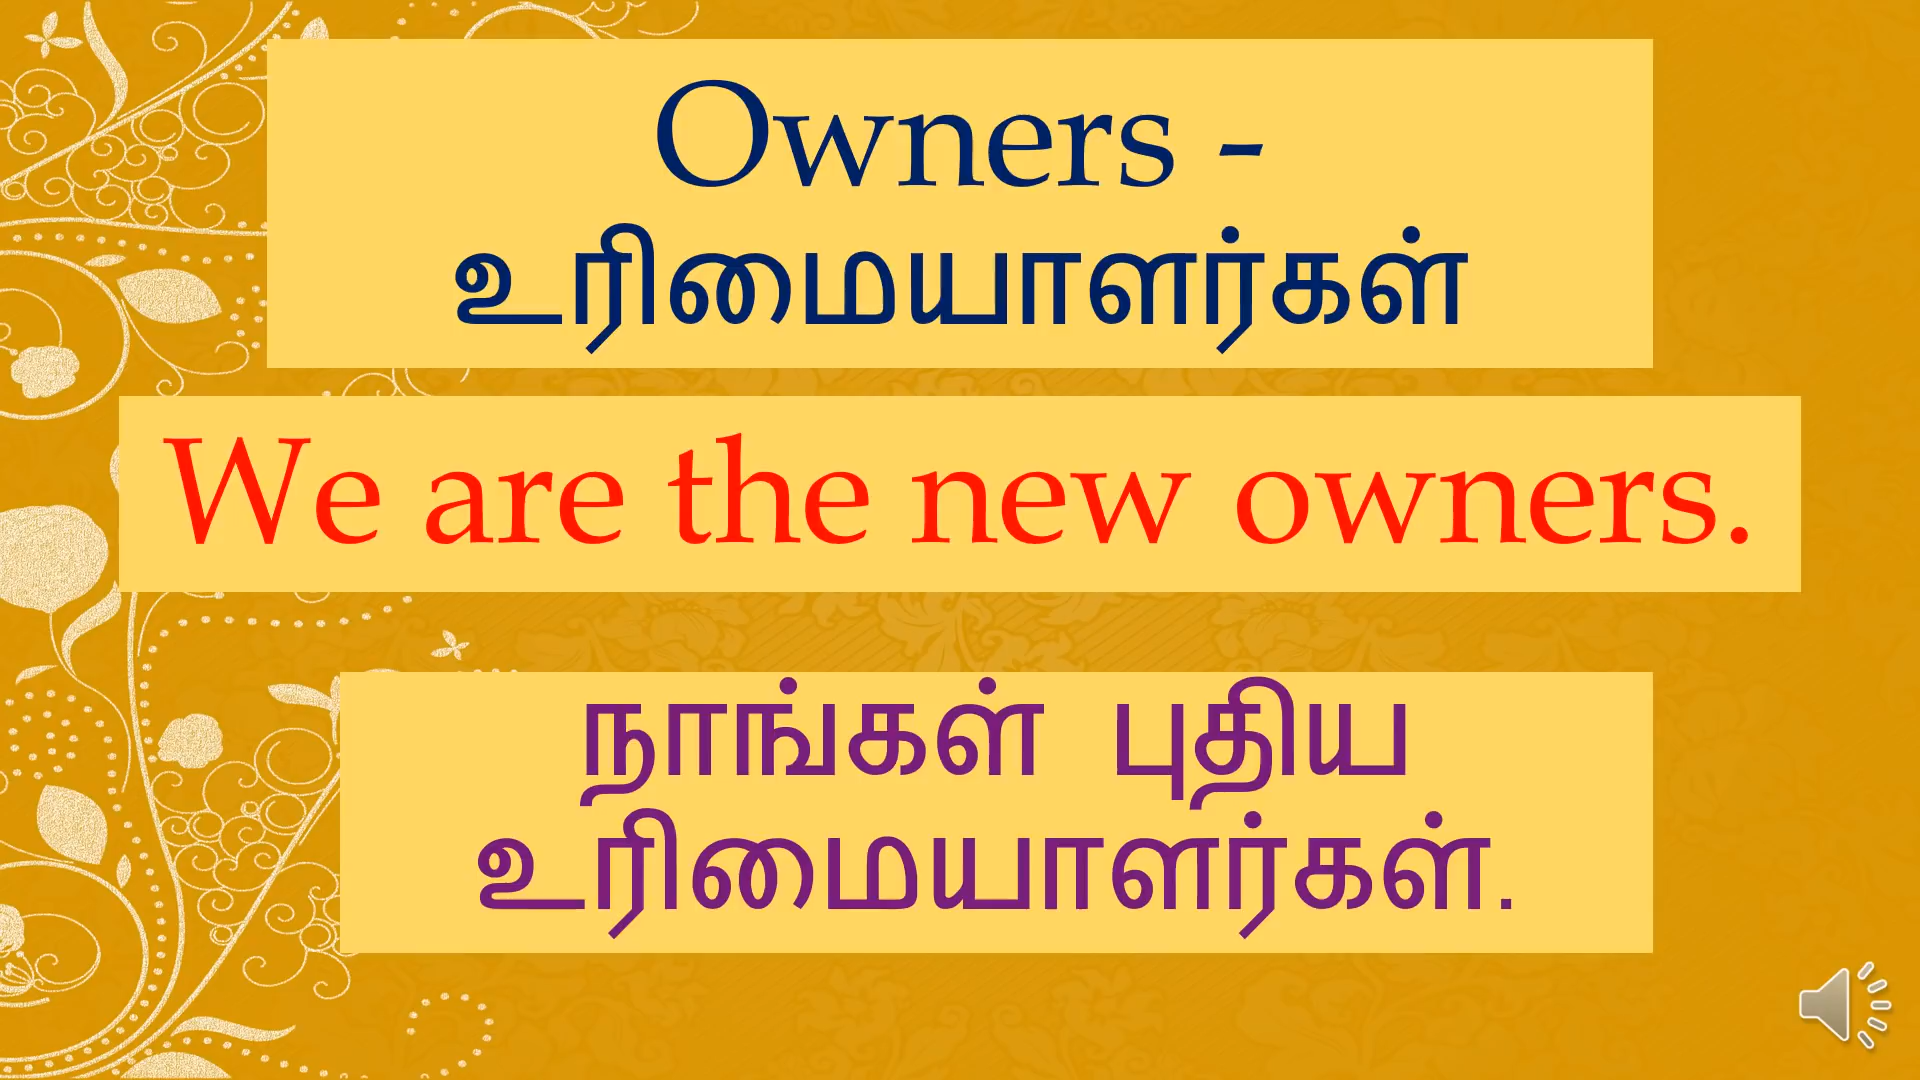 Owners -
உரிமையாளர்கள்
We are the new owners.
நாங்கள் புதிய
உரிமையாளர்கள்.